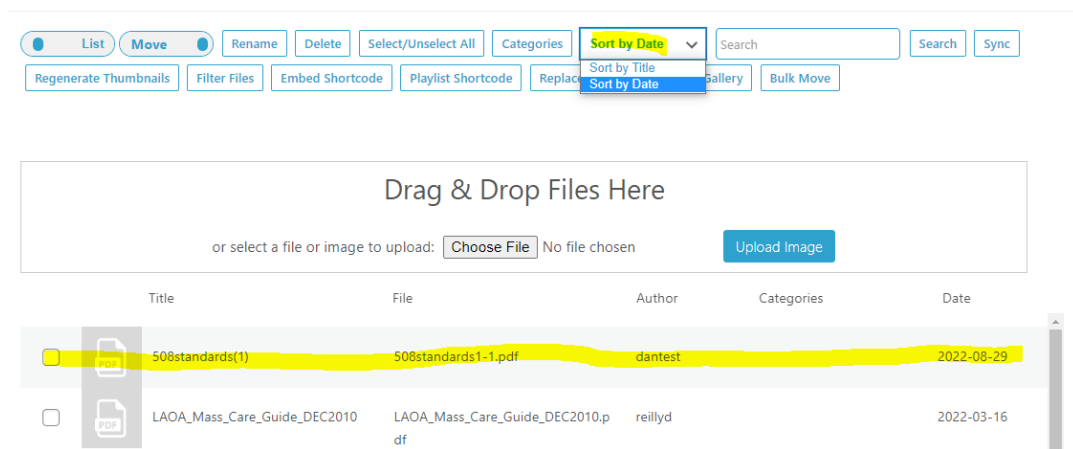 List Move Rename Delete Select/Unselect All Categories Sort by Date Search Search Sync
Sort by Title
Sort by Date
Regenerate Thumbnails Filter Files Embed Shortcode Playlist Shortcode Bulk Move
Drag & Drop Files Here
or select a file or image to upload: Choose File No file chosen Upload Image
Title File Author Categories Date
PDF 508standards(1) 508standards1-1.pdf dantest 2022-08-29
PDF LAOA_Mass_Care_Guide_DEC2010 LAOA_Mass_Care_Guide_DEC2010.p reillyd 2022-03-16
df